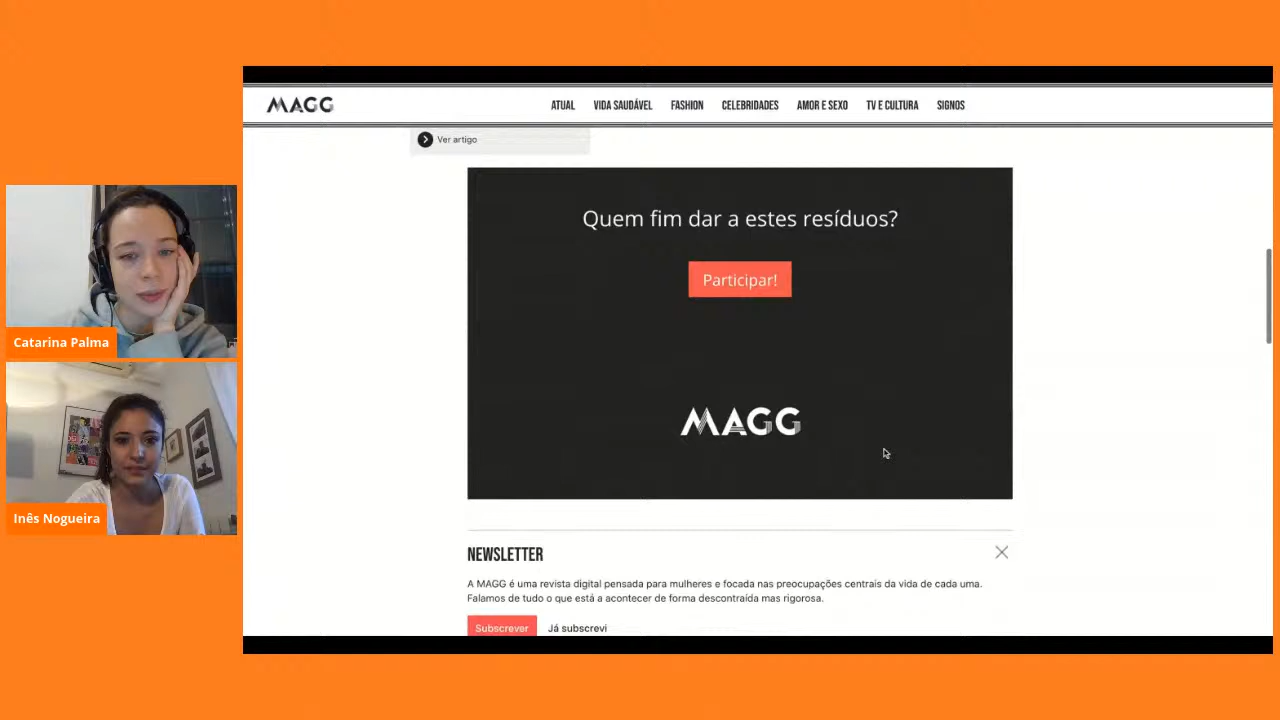 MAGG
ATUAL VIDA SAUDÁVEL FASHION CELEBRIDADES AMOR E SEXO TV E CULTURA SIGNOS
Ver artigo
Quem fim dar a estes resíduos?
Participar!
MAGG
NEWSLETTER
A MAGG é uma revista digital pensada para mulheres e focada nas preocupações centrais da vida de cada uma.
Falamos de tudo o que está a acontecer de forma descontraída mas rigorosa.
Subscrever Já subscrevi
Catarina Palma
Inês Nogueira